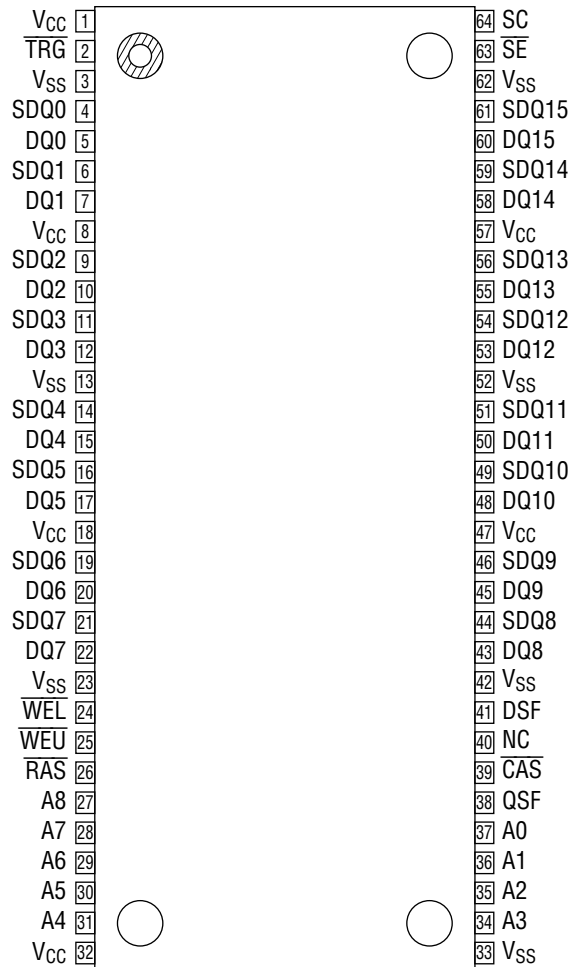 VCC 1 64 SC
TRG 2 63 SE
VSS 3 62 VSS
SDQ0 4 61 SDQ15
DQ0 5 60 DQ15
SDQ1 6 59 SDQ14
DQ1 7 58 DQ14
VCC 8 57 VCC
SDQ2 9 56 SDQ13
DQ2 10 55 DQ13
SDQ3 11 54 SDQ12
DQ3 12 53 DQ12
VSS 13 52 VSS
SDQ4 14 51 SDQ11
DQ4 15 50 DQ11
SDQ5 16 49 SDQ10
DQ5 17 48 DQ10
VCC 18 47 VCC
SDQ6 19 46 SDQ9
DQ6 20 45 DQ9
SDQ7 21 44 SDQ8
DQ7 22 43 DQ8
VSS 23 42 VSS
WEL 24 41 DSF
WEU 25 40 NC
RAS 26 39 CAS
A8 27 38 QSF
A7 28 37 A0
A6 29 36 A1
A5 30 35 A2
A4 31 34 A3
VCC 32 33 VSS